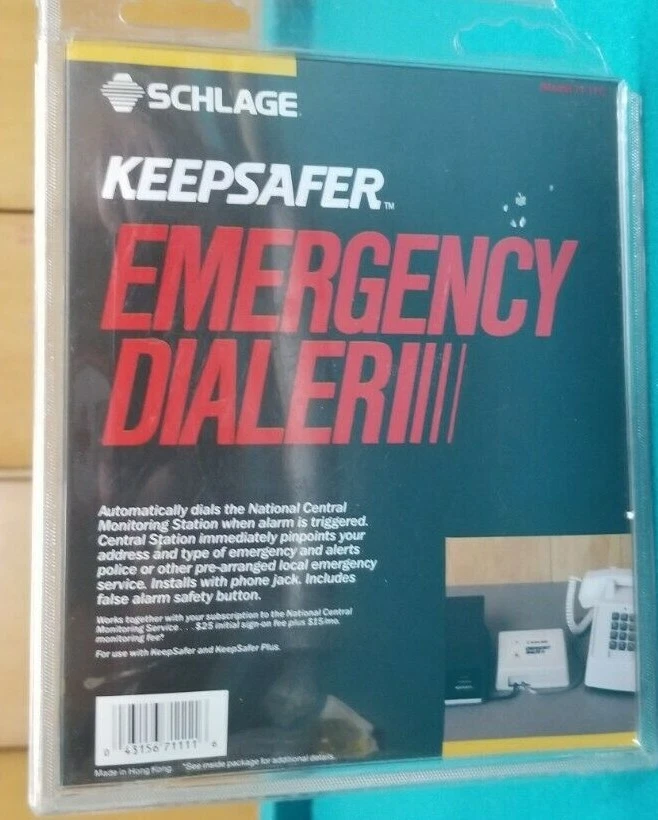 SCHLAGE
KEEPSAFER™
EMERGENCY
DIALER
Automatically dials the National Central
Monitoring Station when alarm is triggered.
Central Station immediately pinpoints your
address and type of emergency and alerts
police or other pre-arranged local emergency
service. Installs with phone jack. Includes
false alarm safety button.
Works together with your subscription to the National Central
Monitoring Service . . . $25 initial sign-on fee plus $15/mo.
monitoring fee*
For use with KeepSafer and KeepSafer Plus.
EMERGENCY
DIALER
0 43156 71111 6
Made in Hong Kong
*See inside package for additional details.